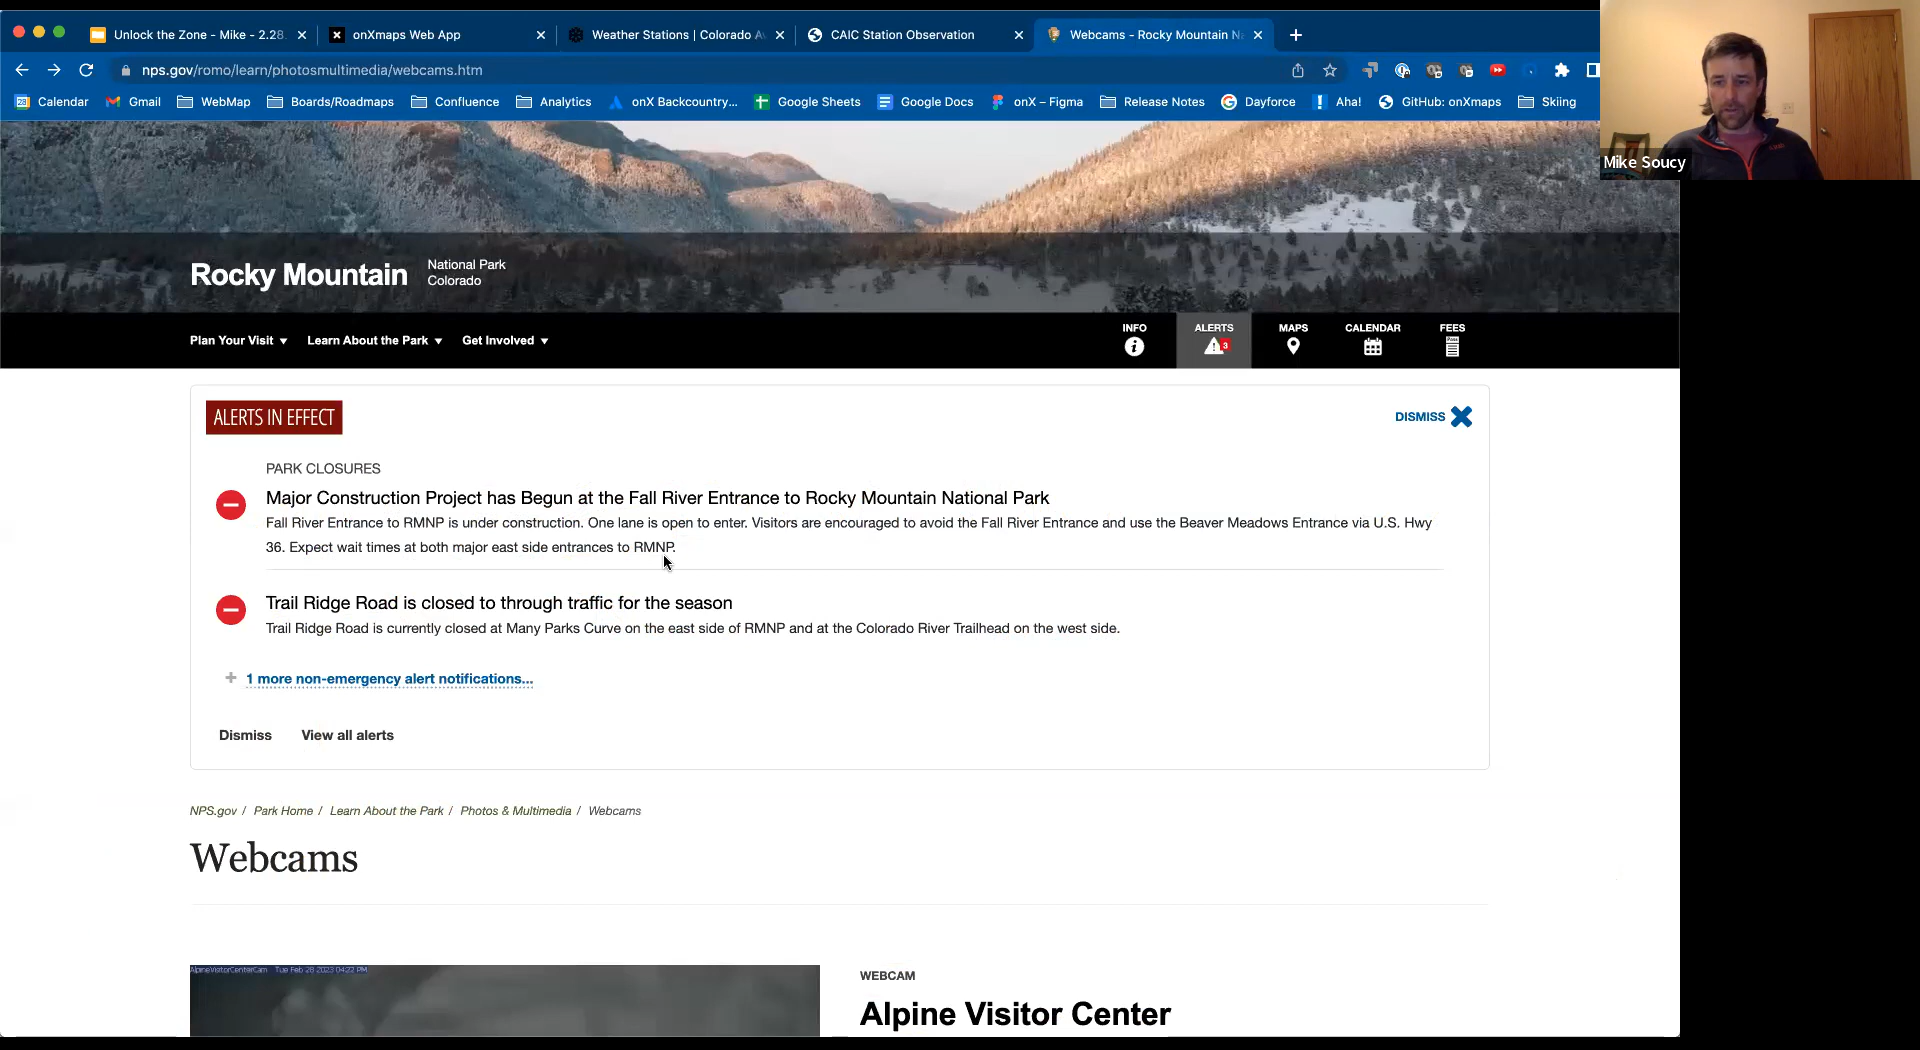 Unlock the Zone - Mike - 2.28
onXmaps Web App
Weather Stations | Colorado A
CAIC Station Observation
Webcams - Rocky Mountain N
nps.gov/romo/learn/photosmultimedia/webcams.htm
28 Calendar
Gmail
WebMap
Boards/Roadmaps
Confluence
Analytics
onX Backcountry...
Google Sheets
Google Docs
onX – Figma
Release Notes
Dayforce
Aha!
GitHub: onXmaps
Skiing
Mike Soucy
Rocky Mountain
National Park
Colorado
Plan Your Visit
Learn About the Park
Get Involved
INFO
ALERTS
3
MAPS
CALENDAR
FEES
ALERTS IN EFFECT
DISMISS
PARK CLOSURES
Major Construction Project has Begun at the Fall River Entrance to Rocky Mountain National Park
Fall River Entrance to RMNP is under construction. One lane is open to enter. Visitors are encouraged to avoid the Fall River Entrance and use the Beaver Meadows Entrance via U.S. Hwy
36. Expect wait times at both major east side entrances to RMNP.
Trail Ridge Road is closed to through traffic for the season
Trail Ridge Road is currently closed at Many Parks Curve on the east side of RMNP and at the Colorado River Trailhead on the west side.
+ 1 more non-emergency alert notifications...
Dismiss
View all alerts
NPS.gov / Park Home / Learn About the Park / Photos & Multimedia / Webcams
Webcams
AlpineVisitorCenterCam Tue Feb 28 2023 04:22 PM
WEBCAM
Alpine Visitor Center